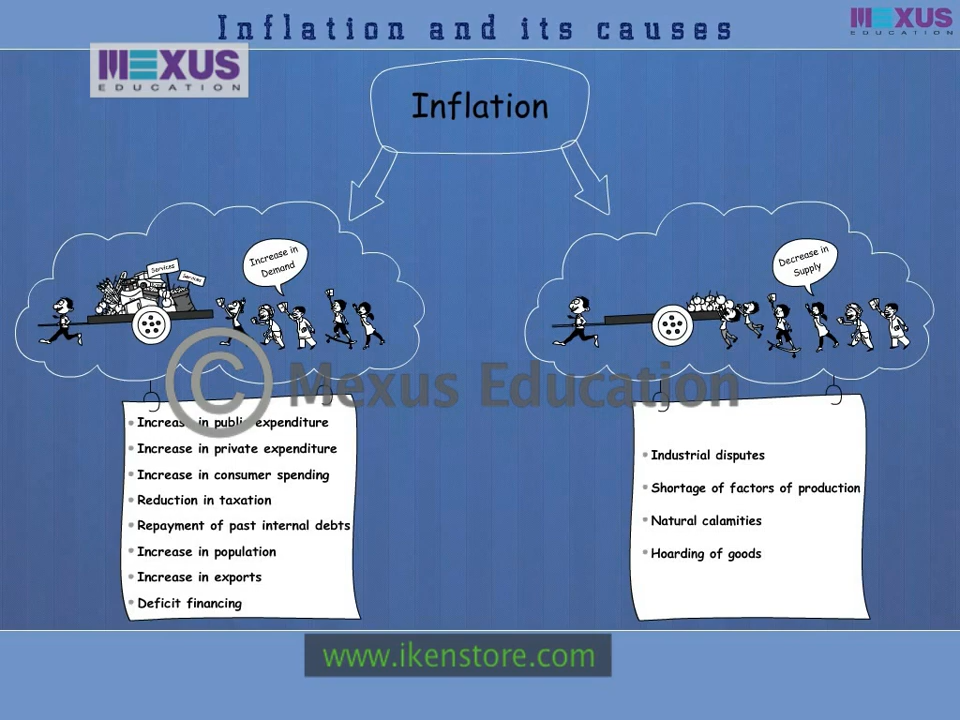 Inflation and its causes
MEXUS
EDUCATION
MEXUS
EDUCATION
Inflation
Services
Services
Increase in
Demand
Decrease in
Supply
© Mexus Education
Increase in public expenditure
Increase in private expenditure
Increase in consumer spending
Reduction in taxation
Repayment of past internal debts
Increase in population
Increase in exports
Deficit financing
Industrial disputes
Shortage of factors of production
Natural calamities
Hoarding of goods
www.ikenstore.com